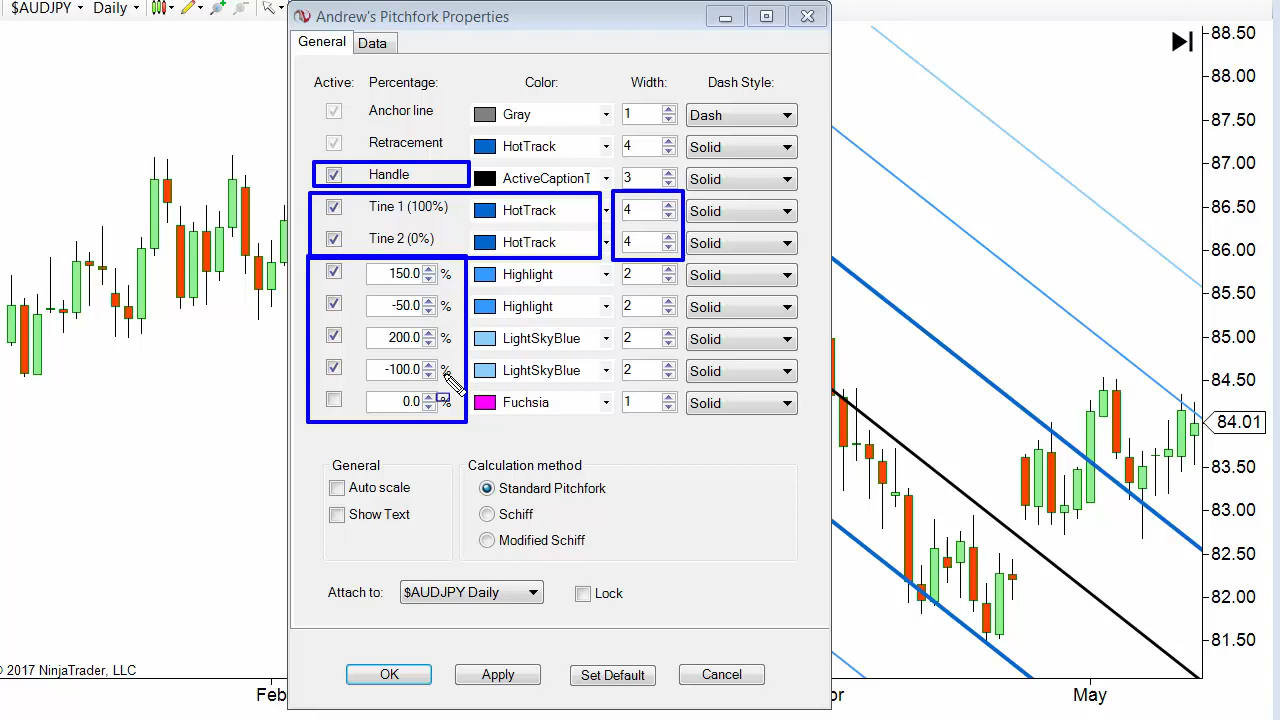 $AUDJPY Daily
Andrew's Pitchfork Properties
General Data
Active: Percentage: Color: Width: Dash Style:
Anchor line Gray 1 Dash
Retracement HotTrack 4 Solid
Handle ActiveCaptionT 3 Solid
Tine 1 (100%) HotTrack 4 Solid
Tine 2 (0%) HotTrack 4 Solid
150.0 % Highlight 2 Solid
-50.0 % Highlight 2 Solid
200.0 % LightSkyBlue 2 Solid
-100.0 % LightSkyBlue 2 Solid
0.0 % Fuchsia 1 Solid
General
Auto scale
Show Text
Calculation method
Standard Pitchfork
Schiff
Modified Schiff
Attach to: $AUDJPY Daily Lock
OK Apply Set Default Cancel
88.50
88.00
87.50
87.00
86.50
86.00
85.50
85.00
84.50
84.01
83.50
83.00
82.50
82.00
81.50
© 2017 NinjaTrader, LLC
May